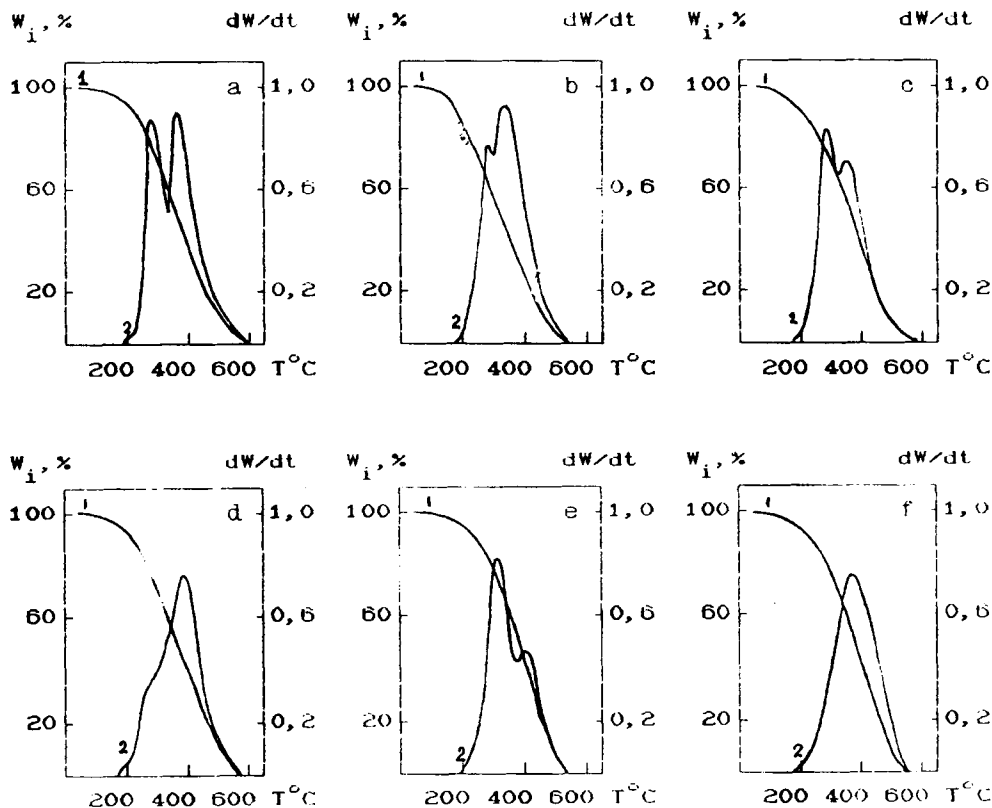 W_i, % dW/dt W_i, % dW/dt W_i, % dW/dt
1 a 1 b 1 c
100 1,0 100 1,0 100 1,0
60 0,6 60 0,6 60 0,6
20 0,2 20 0,2 20 0,2
2 2 1
200 400 600 T°C 200 400 600 T°C 200 400 600 T°C
W_i, % dW/dt W_i, % dW/dt W_i, % dW/dt
1 d 1 e 1 f
100 1,0 100 1,0 100 1,0
60 0,6 60 0,6 60 0,6
20 0,2 20 0,2 20 0,2
2 2 2
200 400 600 T°C 200 400 600 T°C 200 400 600 T°C